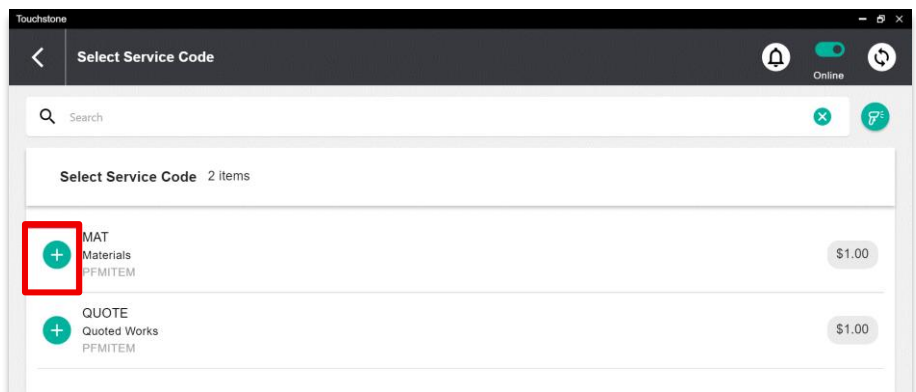 Touchstone
Select Service Code
Online
Search
Select Service Code 2 items
MAT
Materials
PFMITEM
$1.00
QUOTE
Quoted Works
PFMITEM
$1.00